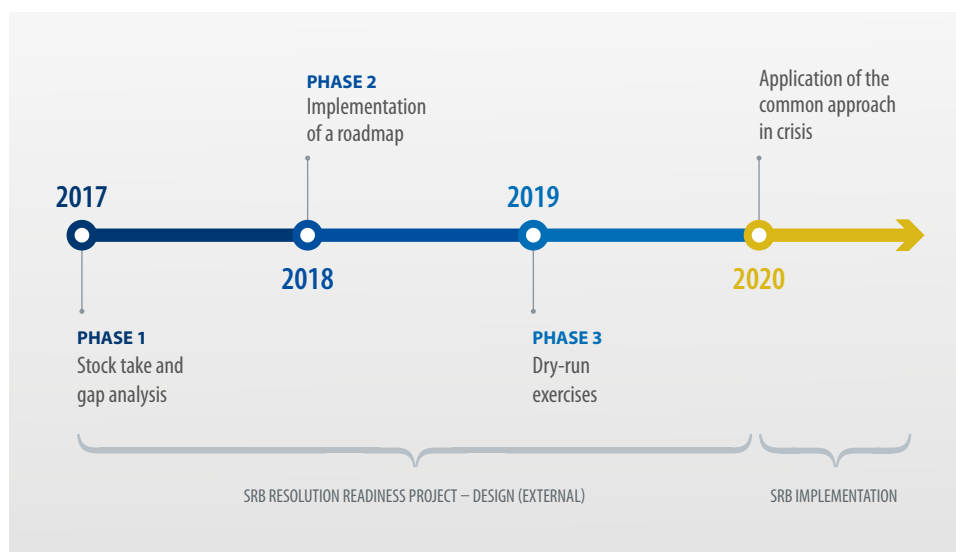 PHASE 2
Implementation
of a roadmap
Application of the
common approach
in crisis
2017
2019
2018
2020
PHASE 1
Stock take and
gap analysis
PHASE 3
Dry-run
exercises
SRB RESOLUTION READINESS PROJECT – DESIGN (EXTERNAL)
SRB IMPLEMENTATION